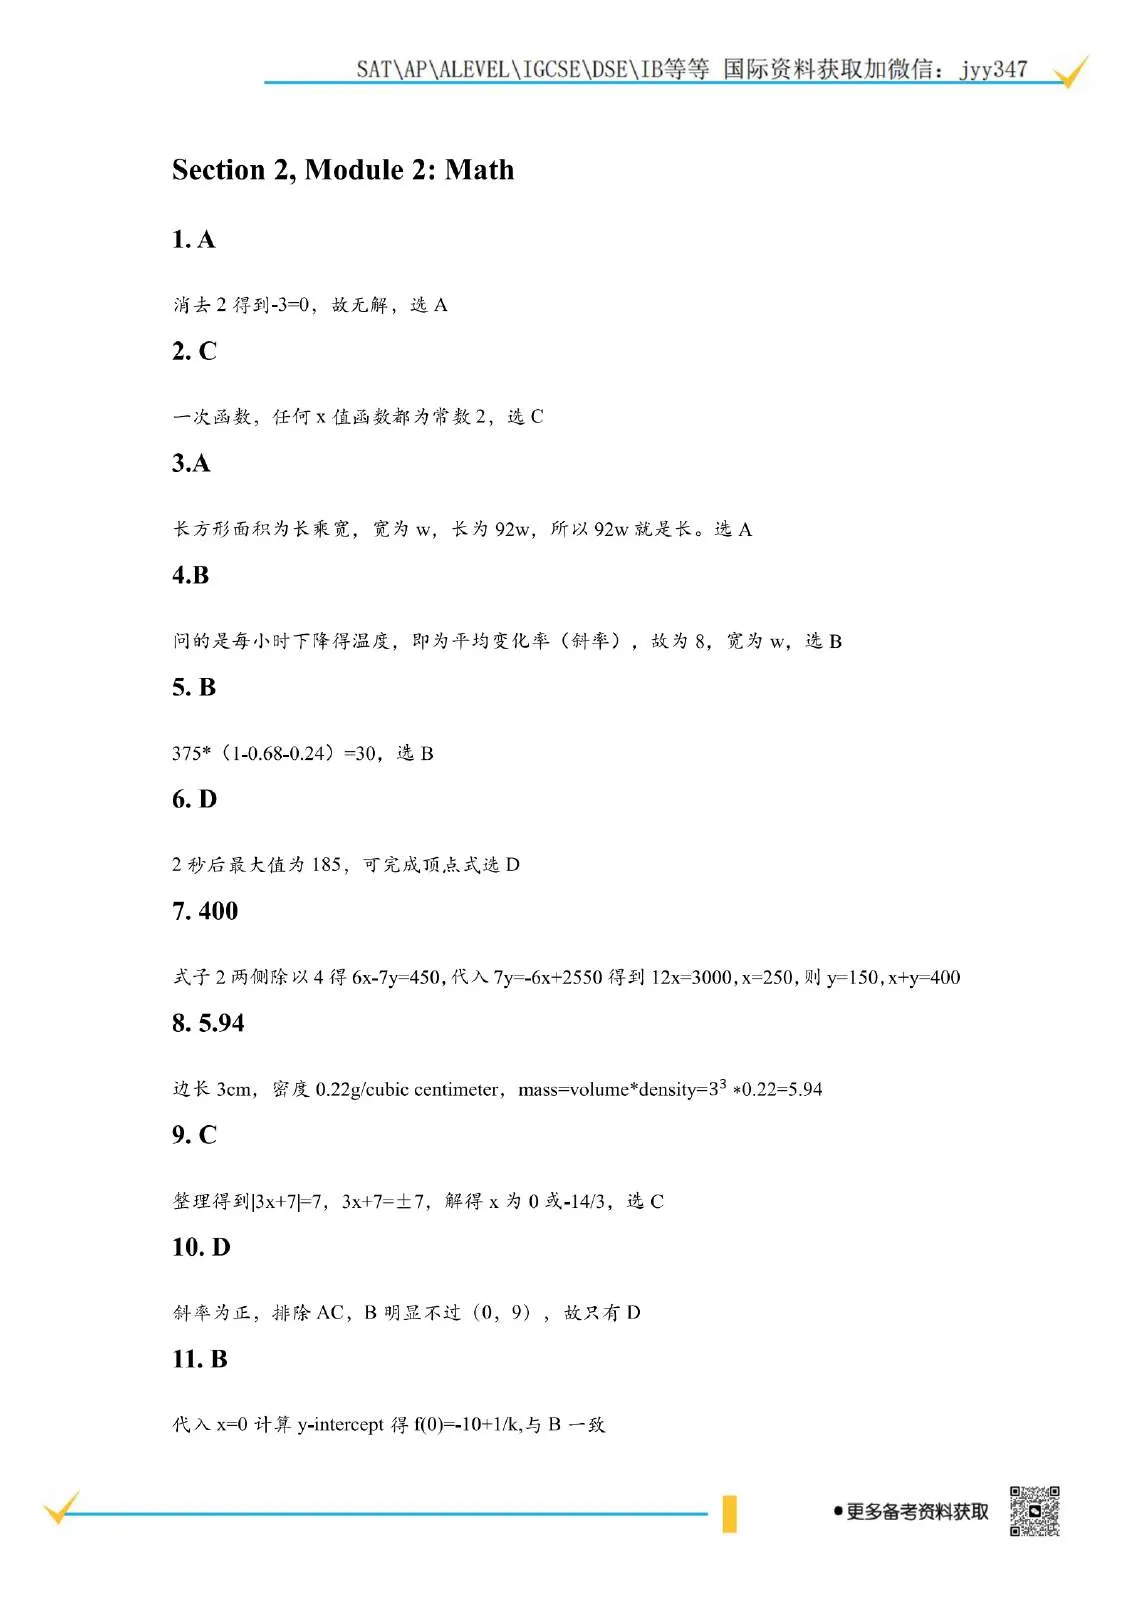 SAT\AP\ALEVEL\IGCSE\DSE\IB等等 国际资料获取加微信：jyy347
Section 2, Module 2: Math
1. A
消去 2 得到-3=0，故无解，选 A
2. C
一次函数，任何 x 值函数都为常数 2，选 C
3.A
长方形面积为长乘宽，宽为 w，长为 92w，所以 92w 就是长。选 A
4.B
问的是每小时下降得温度，即为平均变化率（斜率），故为 8，宽为 w，选 B
5. B
375*（1-0.68-0.24）=30，选 B
6. D
2 秒后最大值为 185，可完成顶点式选 D
7. 400
式子 2 两侧除以 4 得 6x-7y=450,代入 7y=-6x+2550 得到 12x=3000,x=250,则 y=150,x+y=400
8. 5.94
边长 3cm，密度 0.22g/cubic centimeter，mass=volume*density=3³ *0.22=5.94
9. C
整理得到|3x+7|=7，3x+7=±7，解得 x 为 0 或-14/3，选 C
10. D
斜率为正，排除 AC，B 明显不过（0，9），故只有 D
11. B
代入 x=0 计算 y-intercept 得 f(0)=-10+1/k,与 B 一致
•更多备考资料获取